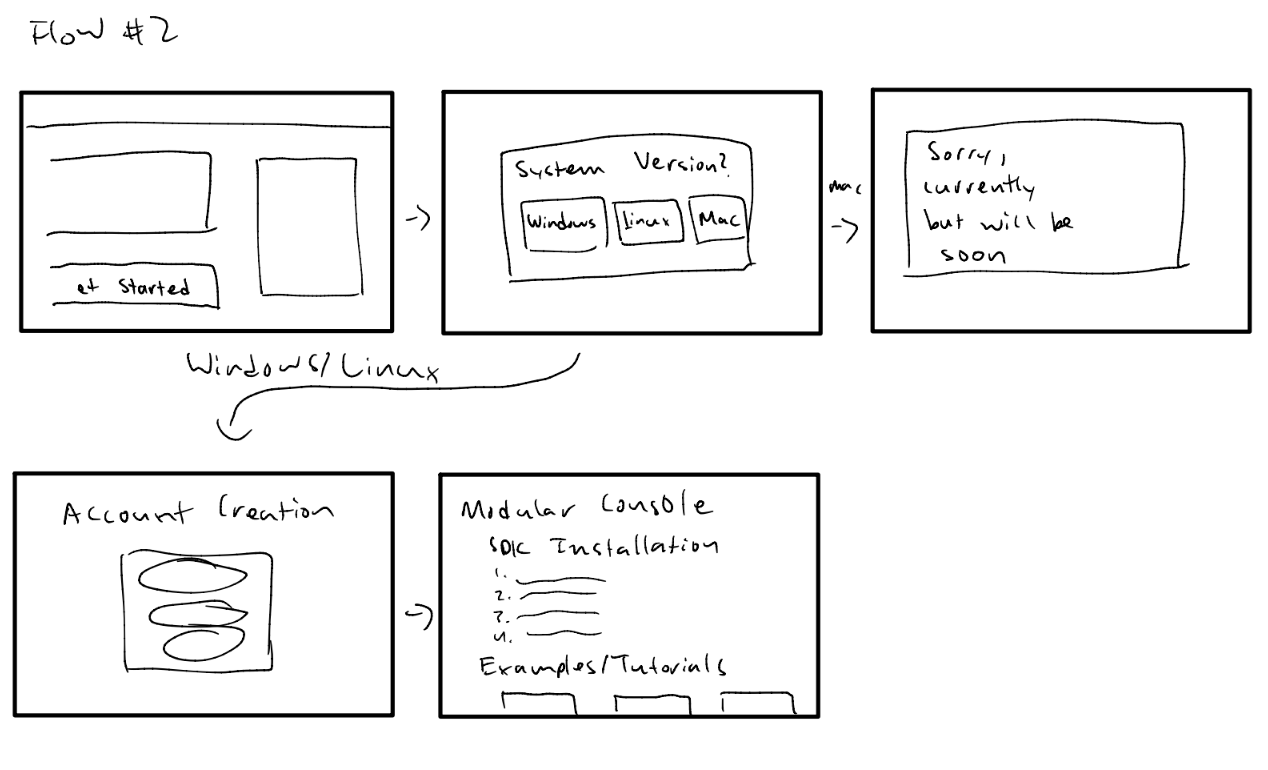 Flow #2
et Started
System Version?
Windows Linux Mac
mac
Sorry,
currently
but will be
soon
Windows/Linux
Account Creation
Modular Console
SDK Installation
1.
2.
3.
4.
Examples/Tutorials